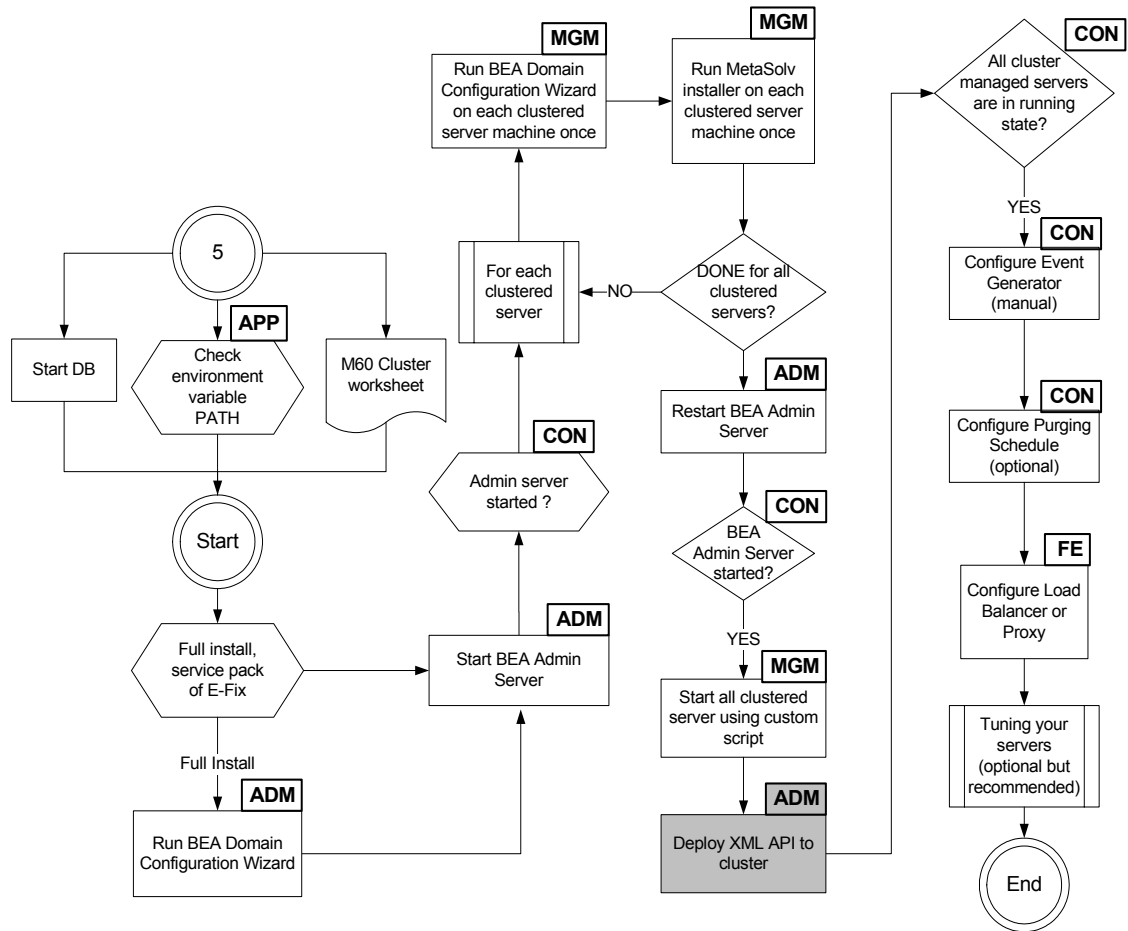 5
Start DB
APP
Check
environment
variable
PATH
M60 Cluster
worksheet
Start
Full install,
service pack
of E-Fix
Full Install
ADM
Run BEA Domain
Configuration Wizard
ADM
Start BEA Admin
Server
CON
Admin server
started ?
For each
clustered
server
MGM
Run BEA Domain
Configuration Wizard
on each clustered
server machine once
MGM
Run MetaSolv
installer on each
clustered server
machine once
DONE for all
clustered
servers?
NO
ADM
Restart BEA Admin
Server
CON
BEA
Admin Server
started?
YES
MGM
Start all clustered
server using custom
script
ADM
Deploy XML API to
cluster
CON
All cluster
managed servers
are in running
state?
YES
CON
Configure Event
Generator
(manual)
CON
Configure Purging
Schedule
(optional)
FE
Configure Load
Balancer or
Proxy
Tuning your
servers
(optional but
recommended)
End